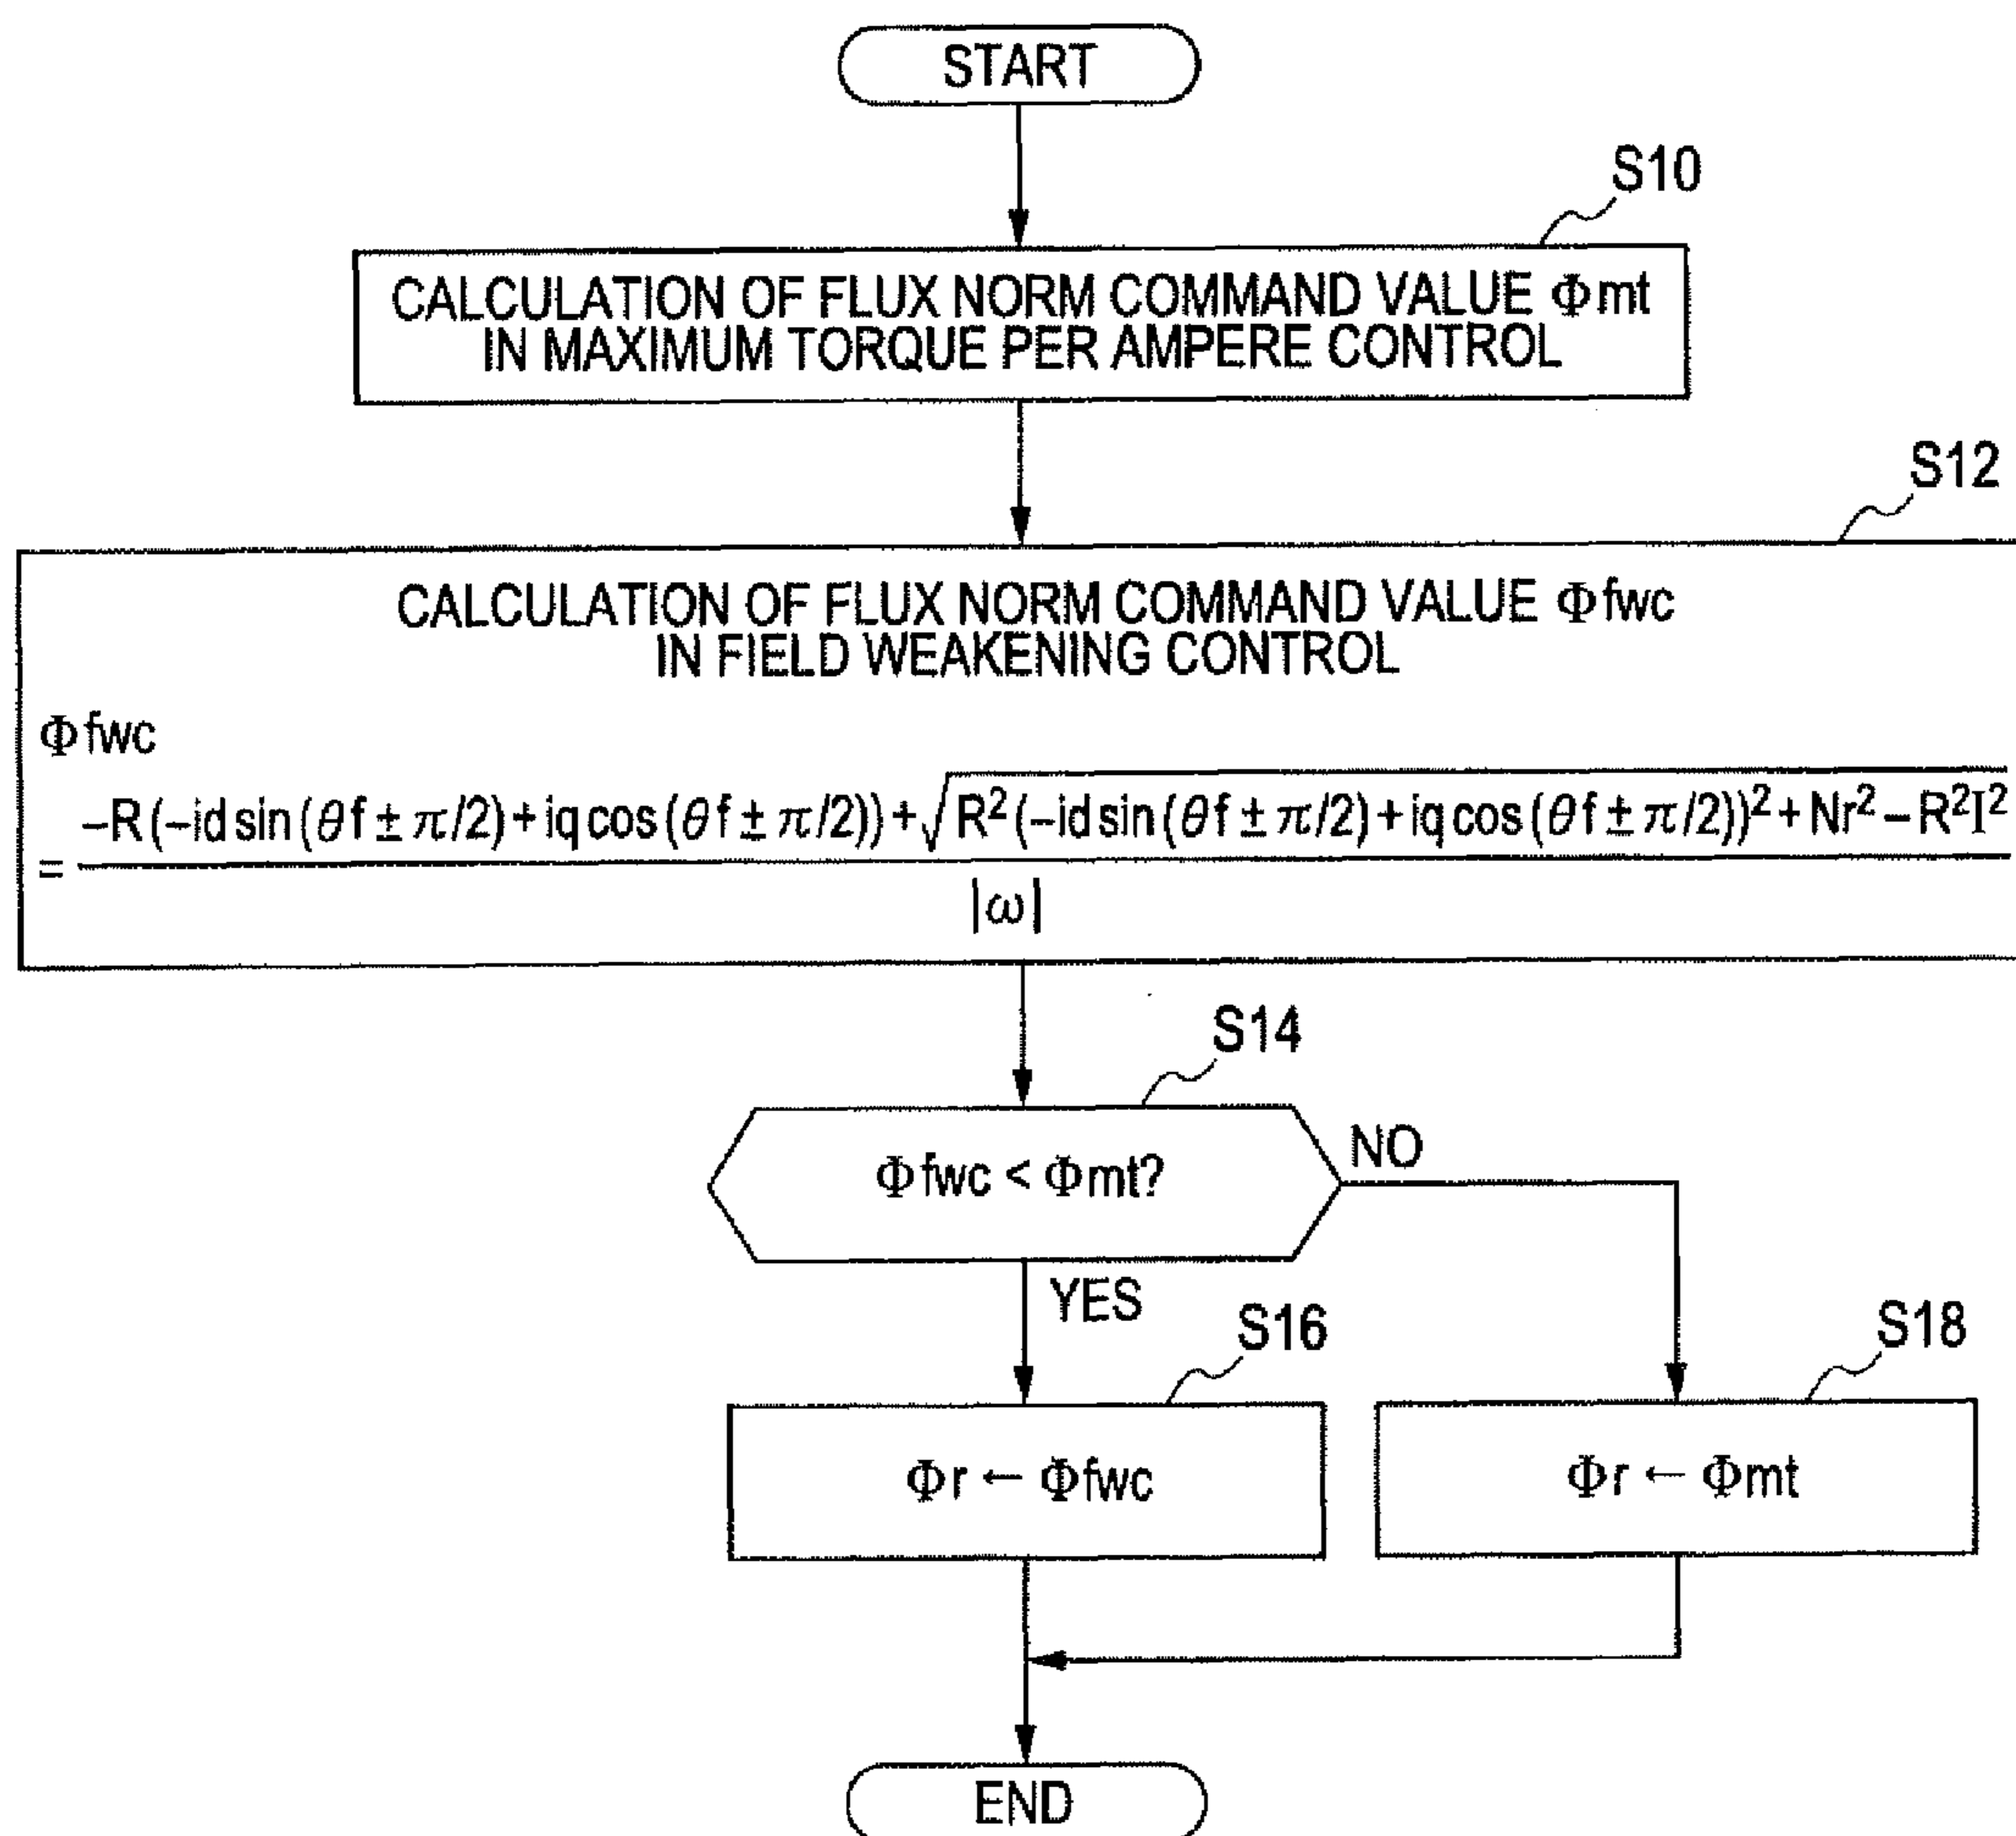 START
S10
CALCULATION OF FLUX NORM COMMAND VALUE Φmt
IN MAXIMUM TORQUE PER AMPERE CONTROL
S12
CALCULATION OF FLUX NORM COMMAND VALUE Φfwc
IN FIELD WEAKENING CONTROL
Φfwc
= −R(−id sin(θf ± π/2) + iq cos(θf ± π/2)) + √R²(−id sin(θf ± π/2) + iq cos(θf ± π/2))² + Nr² − R²I²
|ω|
S14
Φfwc < Φmt?
NO
YES
S16
S18
Φr ← Φfwc
Φr ← Φmt
END